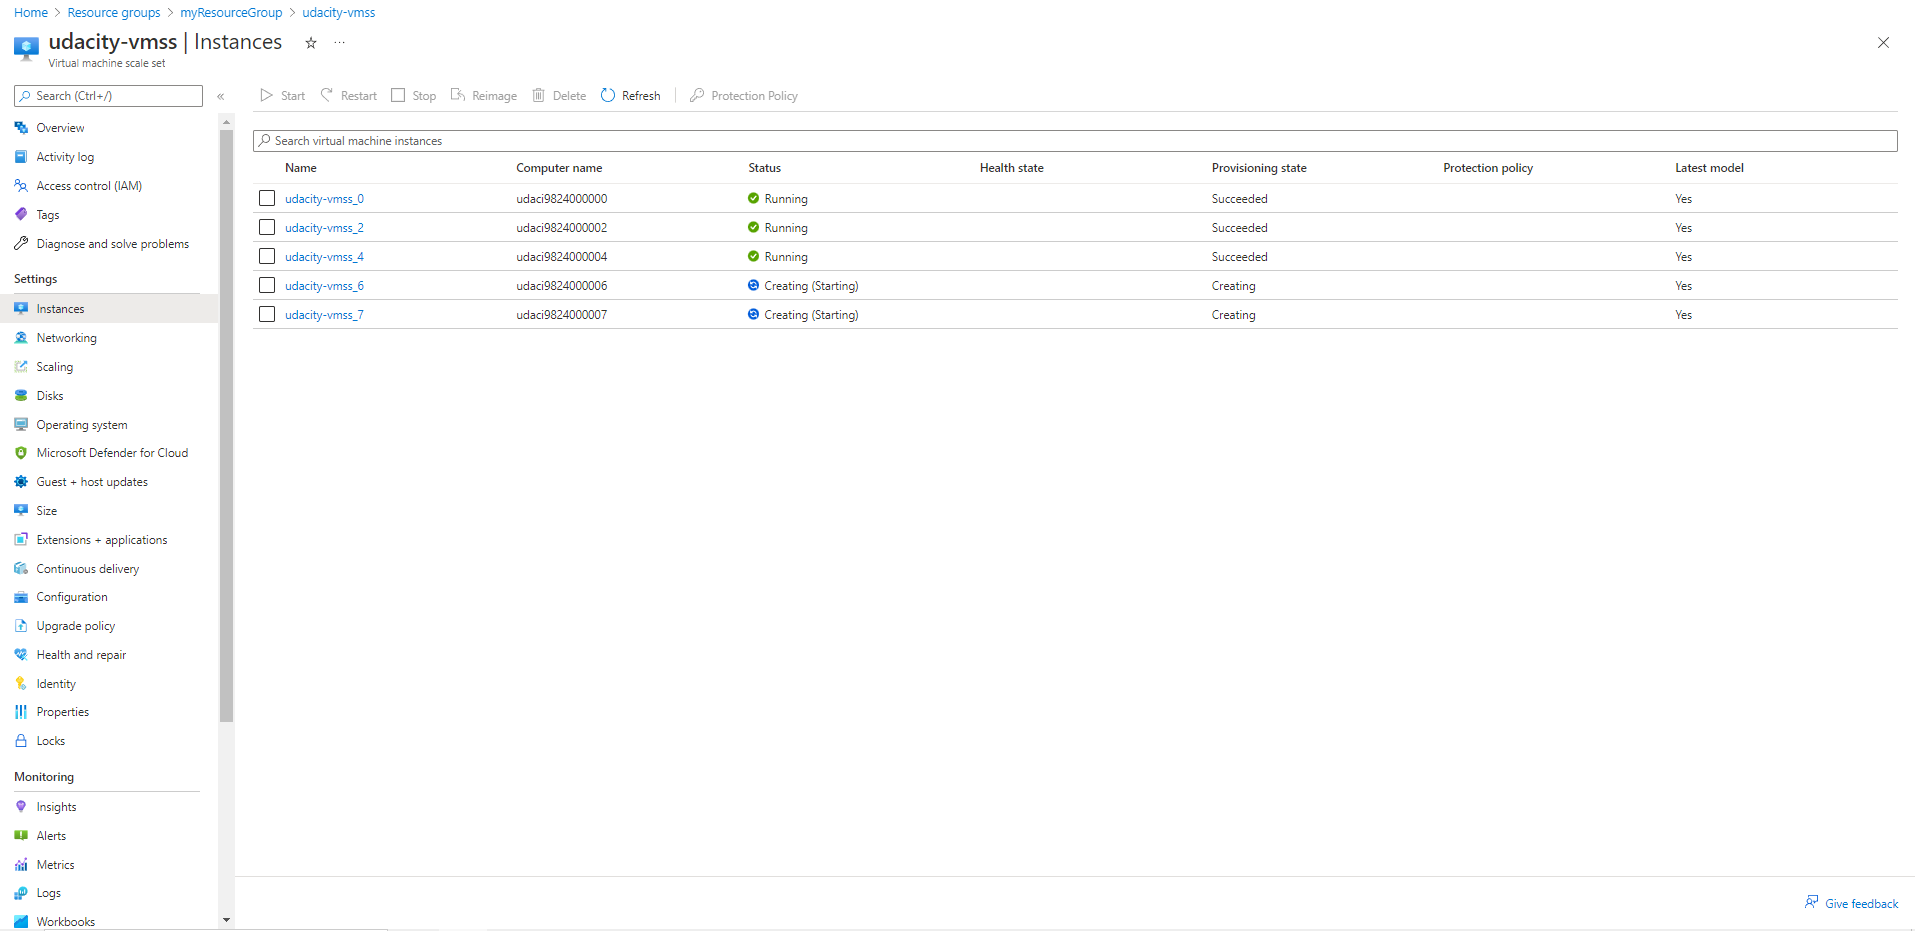 Home > Resource groups > myResourceGroup > udacity-vmss
udacity-vmss | Instances ☆ ...
Virtual machine scale set
Search (Ctrl+/) «
Start Restart Stop Reimage Delete Refresh Protection Policy
Overview
Activity log
Access control (IAM)
Tags
Diagnose and solve problems
Settings
Instances
Networking
Scaling
Disks
Operating system
Microsoft Defender for Cloud
Guest + host updates
Size
Extensions + applications
Continuous delivery
Configuration
Upgrade policy
Health and repair
Identity
Properties
Locks
Monitoring
Insights
Alerts
Metrics
Logs
Workbooks
Search virtual machine instances
Name Computer name Status Health state Provisioning state Protection policy Latest model
udacity-vmss_0 udaci9824000000 Running Succeeded Yes
udacity-vmss_2 udaci9824000002 Running Succeeded Yes
udacity-vmss_4 udaci9824000004 Running Succeeded Yes
udacity-vmss_6 udaci9824000006 Creating (Starting) Creating Yes
udacity-vmss_7 udaci9824000007 Creating (Starting) Creating Yes
Give feedback